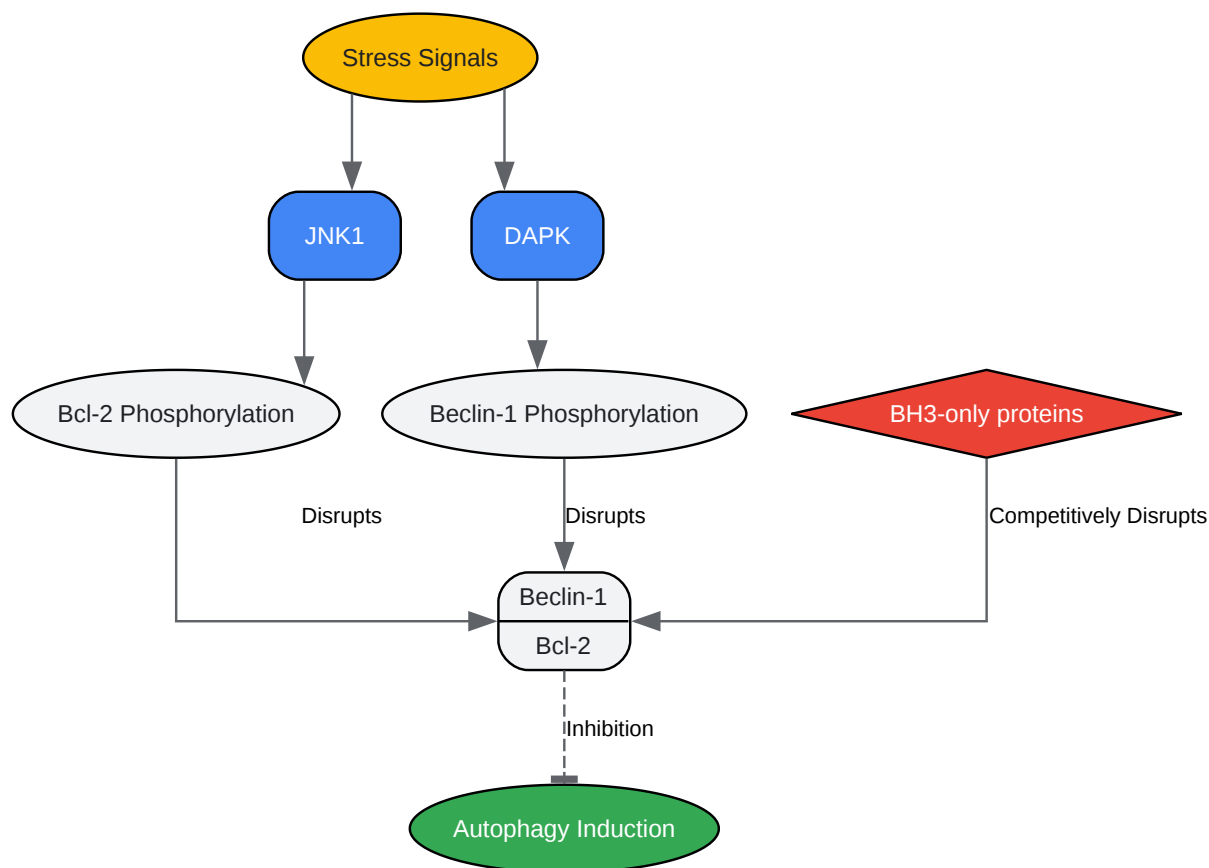 Stress Signals
JNK1
DAPK
Bcl-2 Phosphorylation
Beclin-1 Phosphorylation
BH3-only proteins
Disrupts
Disrupts
Competitively Disrupts
Beclin-1
Bcl-2
Inhibition
Autophagy Induction